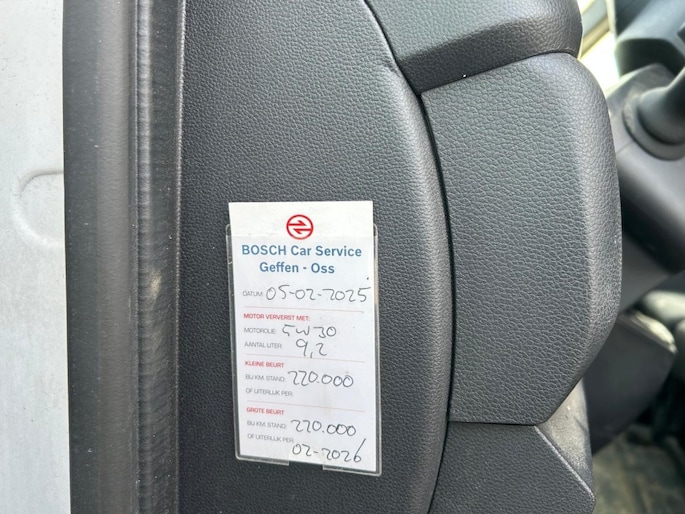 BOSCH Car Service
Geffen - Oss
DATUM: 05-02-2025
MOTOR VERVERST MET:
MOTOROLIE: 5W30
AANTAL LITER: 9,2
KLEINE BEURT
BIJ KM. STAND: 220.000
OF UITERLIJK PER:
GROTE BEURT
BIJ KM. STAND: 220.000
OF UITERLIJK PER:
02-2026